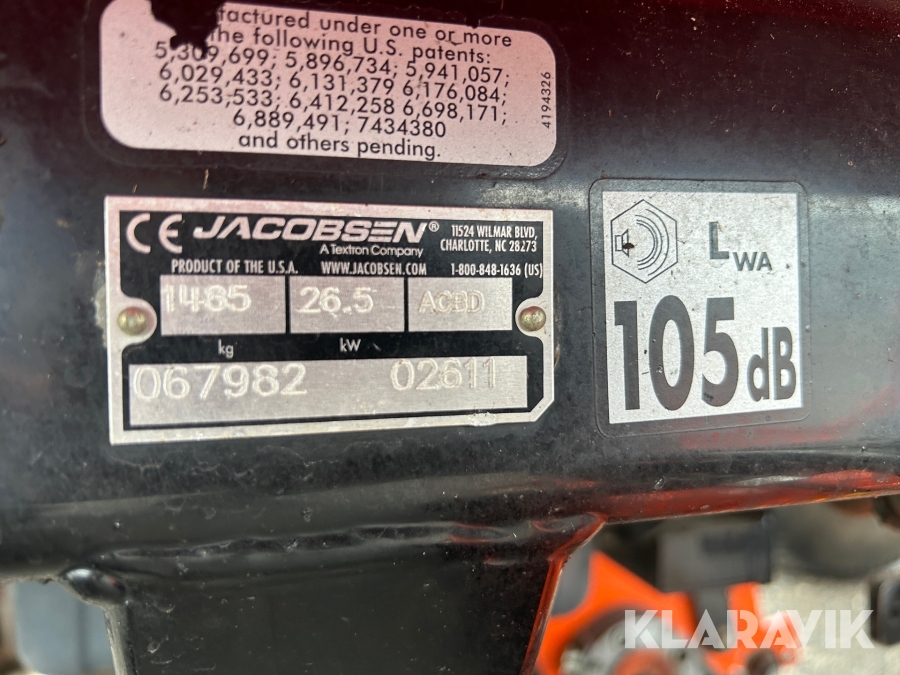 factured under one or more
the following U.S. patents:
5,309,699; 5,896,734; 5,941,057;
6,029,433; 6,131,379 6,176,084;
6,253,533; 6,412,258 6,698,171;
6,889,491; 7434380
and others pending.
4194326
CE JACOBSEN®
A Textron Company
11524 WILMAR BLVD,
CHARLOTTE, NC 28273
PRODUCT OF THE U.S.A. WWW.JACOBSEN.COM 1-800-848-1636 (US)
1485 26.5
kg kW
067982 02611
LWA
105 dB
KLARAVIK